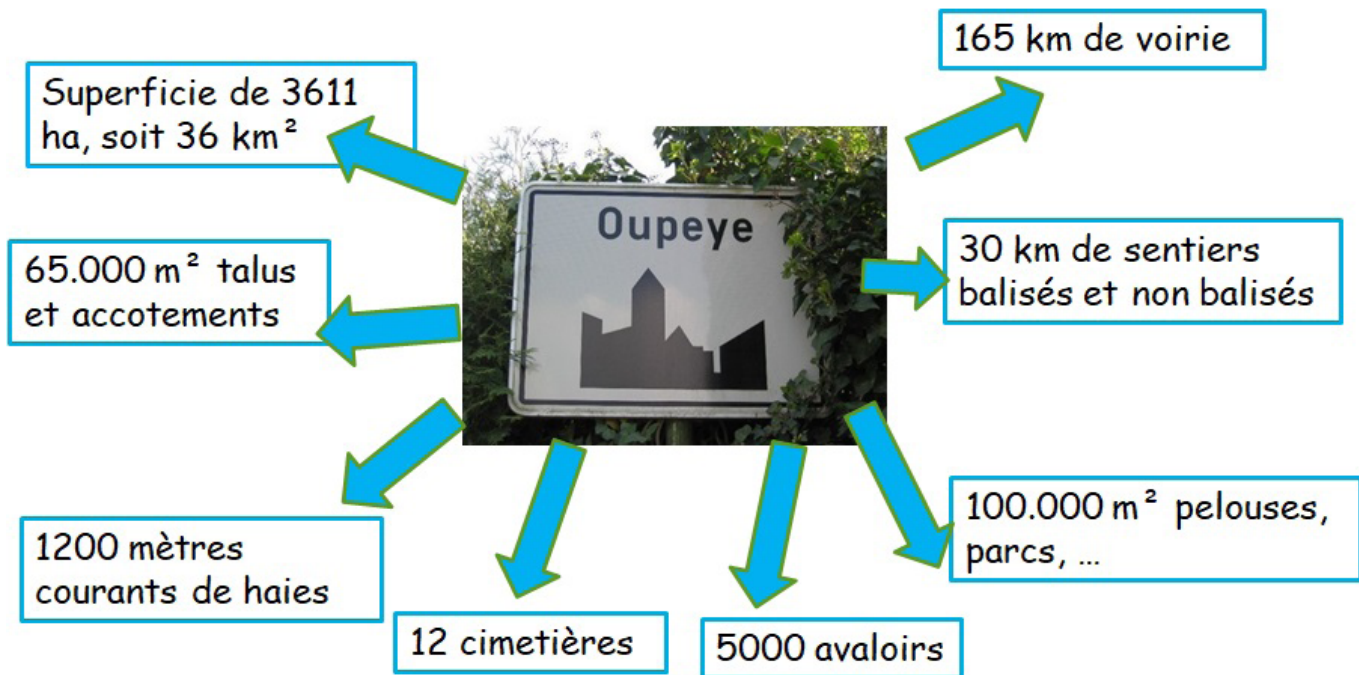 165 km de voirie
Superficie de 3611
ha, soit 36 km²
Oupeye
65.000 m² talus
et accotements
30 km de sentiers
balisés et non balisés
1200 mètres
courants de haies
100.000 m² pelouses,
parcs, ...
12 cimetières
5000 avaloirs